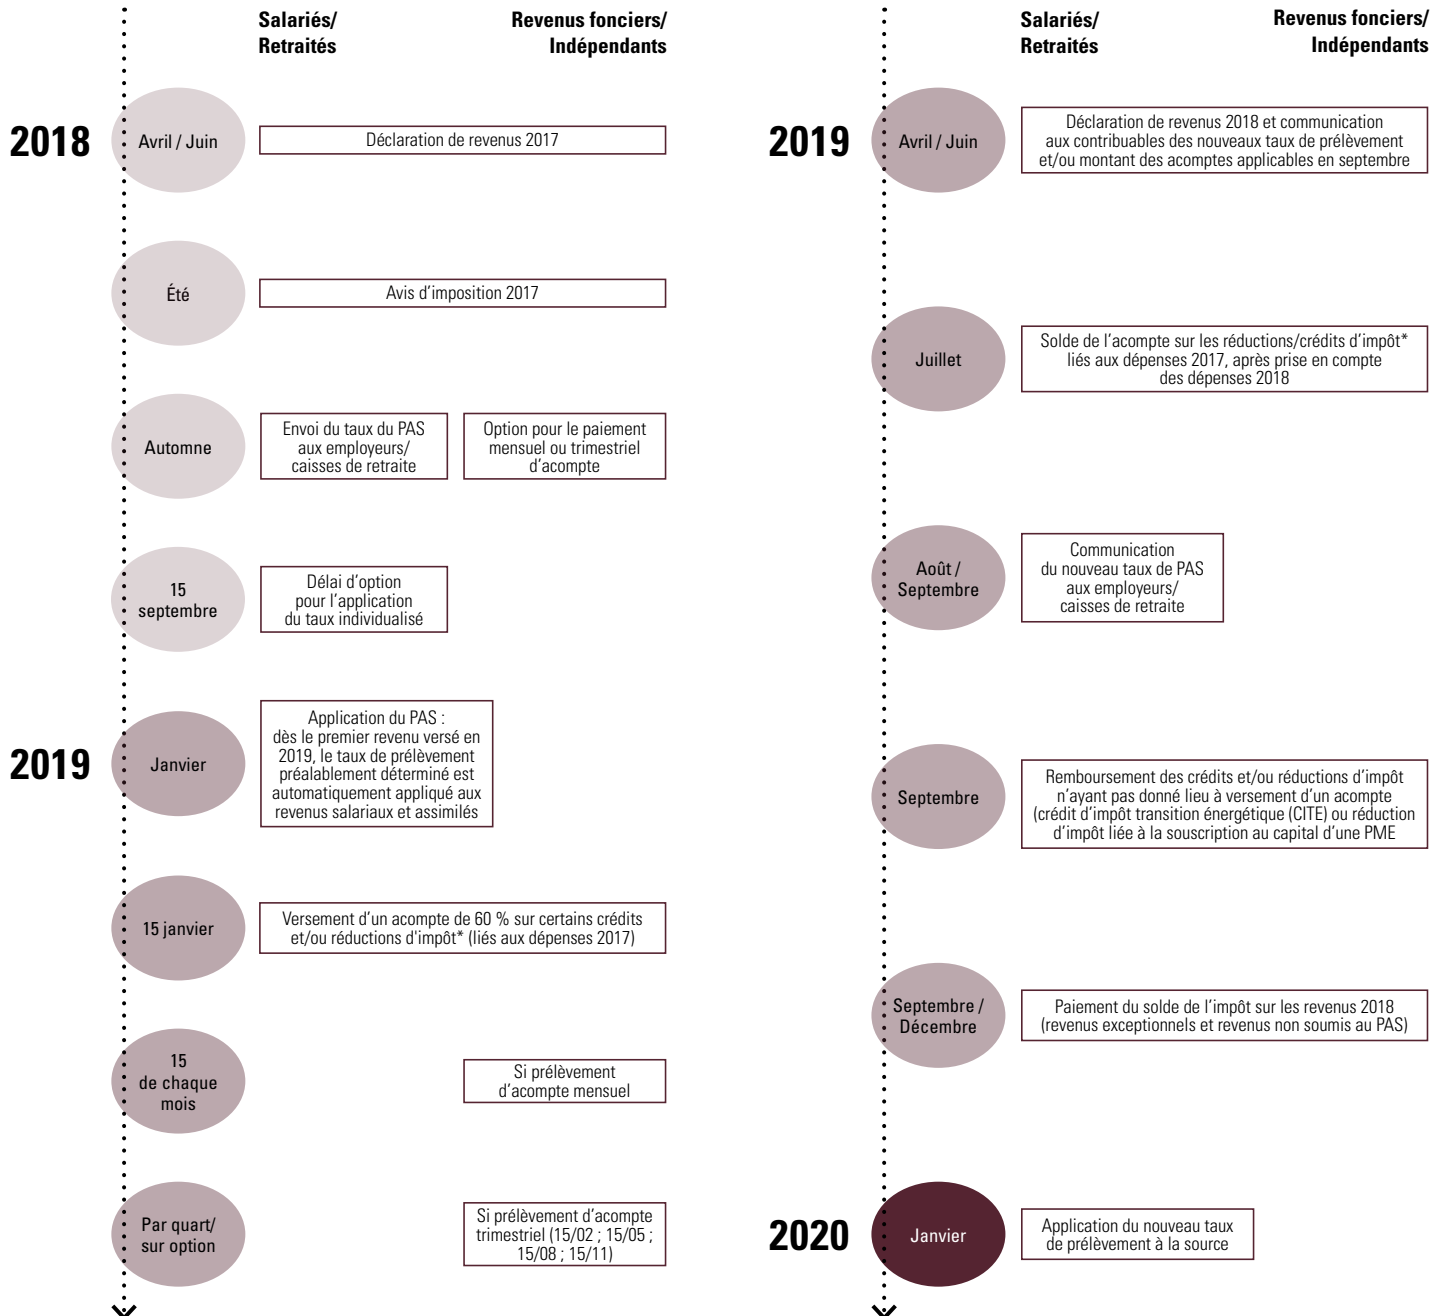 Salariés/
Retraités
Revenus fonciers/
Indépendants
2018
Avril / Juin
Déclaration de revenus 2017
Été
Avis d'imposition 2017
Automne
Envoi du taux du PAS
aux employeurs/
caisses de retraite
Option pour le paiement
mensuel ou trimestriel
d'acompte
15
septembre
Délai d'option
pour l'application
du taux individualisé
2019
Janvier
Application du PAS :
dès le premier revenu versé en
2019, le taux de prélèvement
préalablement déterminé est
automatiquement appliqué aux
revenus salariaux et assimilés
15 janvier
Versement d'un acompte de 60 % sur certains crédits
et/ou réductions d'impôt* (liés aux dépenses 2017)
15
de chaque
mois
Si prélèvement
d'acompte mensuel
Par quart/
sur option
Si prélèvement d'acompte
trimestriel (15/02 ; 15/05 ;
15/08 ; 15/11)
Salariés/
Retraités
Revenus fonciers/
Indépendants
2019
Avril / Juin
Déclaration de revenus 2018 et communication
aux contribuables des nouveaux taux de prélèvement
et/ou montant des acomptes applicables en septembre
Juillet
Solde de l'acompte sur les réductions/crédits d'impôt*
liés aux dépenses 2017, après prise en compte
des dépenses 2018
Août /
Septembre
Communication
du nouveau taux de PAS
aux employeurs/
caisses de retraite
Septembre
Remboursement des crédits et/ou réductions d'impôt
n'ayant pas donné lieu à versement d'un acompte
(crédit d'impôt transition énergétique (CITE) ou réduction
d'impôt liée à la souscription au capital d'une PME
Septembre /
Décembre
Paiement du solde de l'impôt sur les revenus 2018
(revenus exceptionnels et revenus non soumis au PAS)
2020
Janvier
Application du nouveau taux
de prélèvement à la source